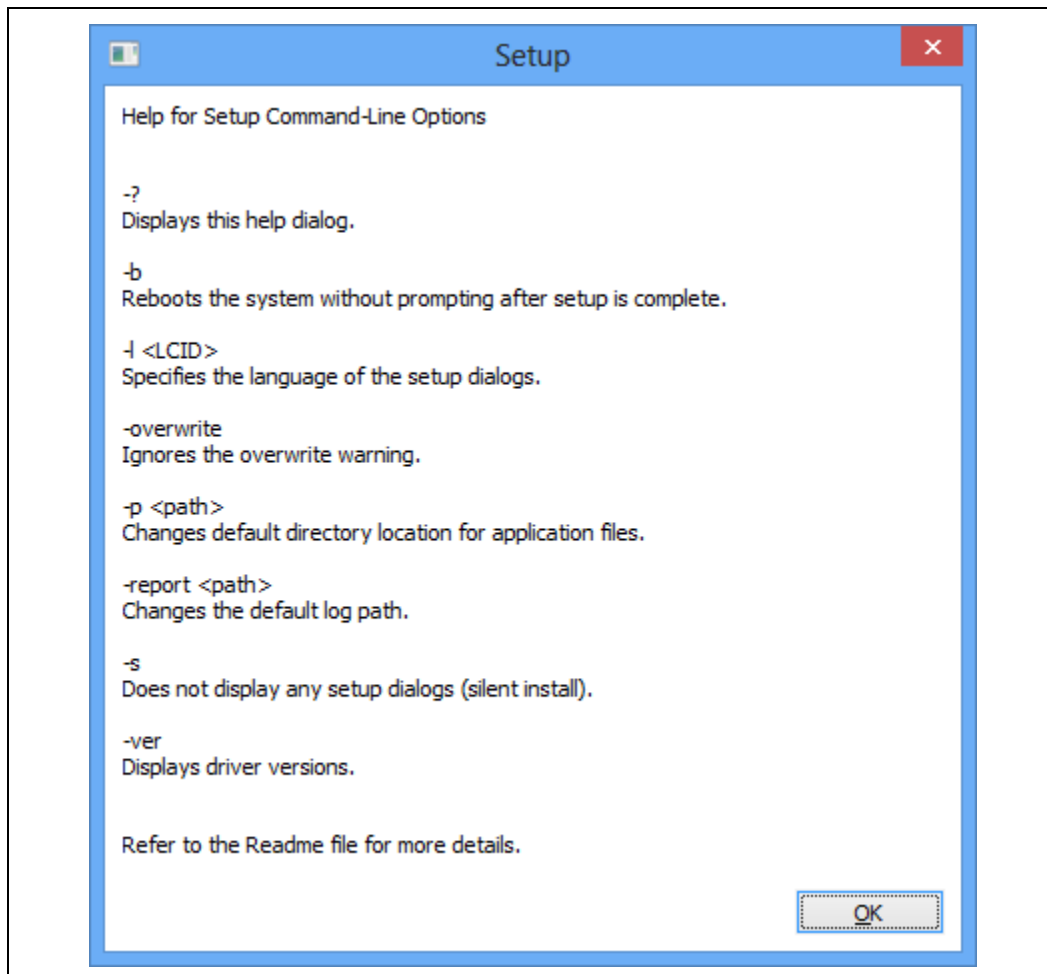 Setup
Help for Setup Command-Line Options
-?
Displays this help dialog.
-b
Reboots the system without prompting after setup is complete.
-l <LCID>
Specifies the language of the setup dialogs.
-overwrite
Ignores the overwrite warning.
-p <path>
Changes default directory location for application files.
-report <path>
Changes the default log path.
-s
Does not display any setup dialogs (silent install).
-ver
Displays driver versions.
Refer to the Readme file for more details.
OK